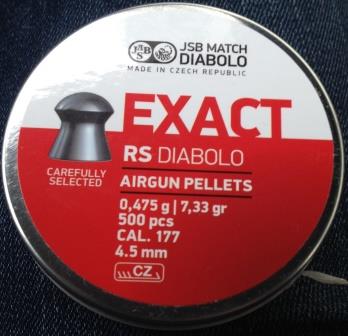 JSB
JSB MATCH
DIABOLO
MADE IN CZECH REPUBLIC
EXACT
RS DIABOLO
CAREFULLY
SELECTED
AIRGUN PELLETS
0,475 g | 7,33 gr
500 pcs
CAL. 177
4.5 mm
CZ